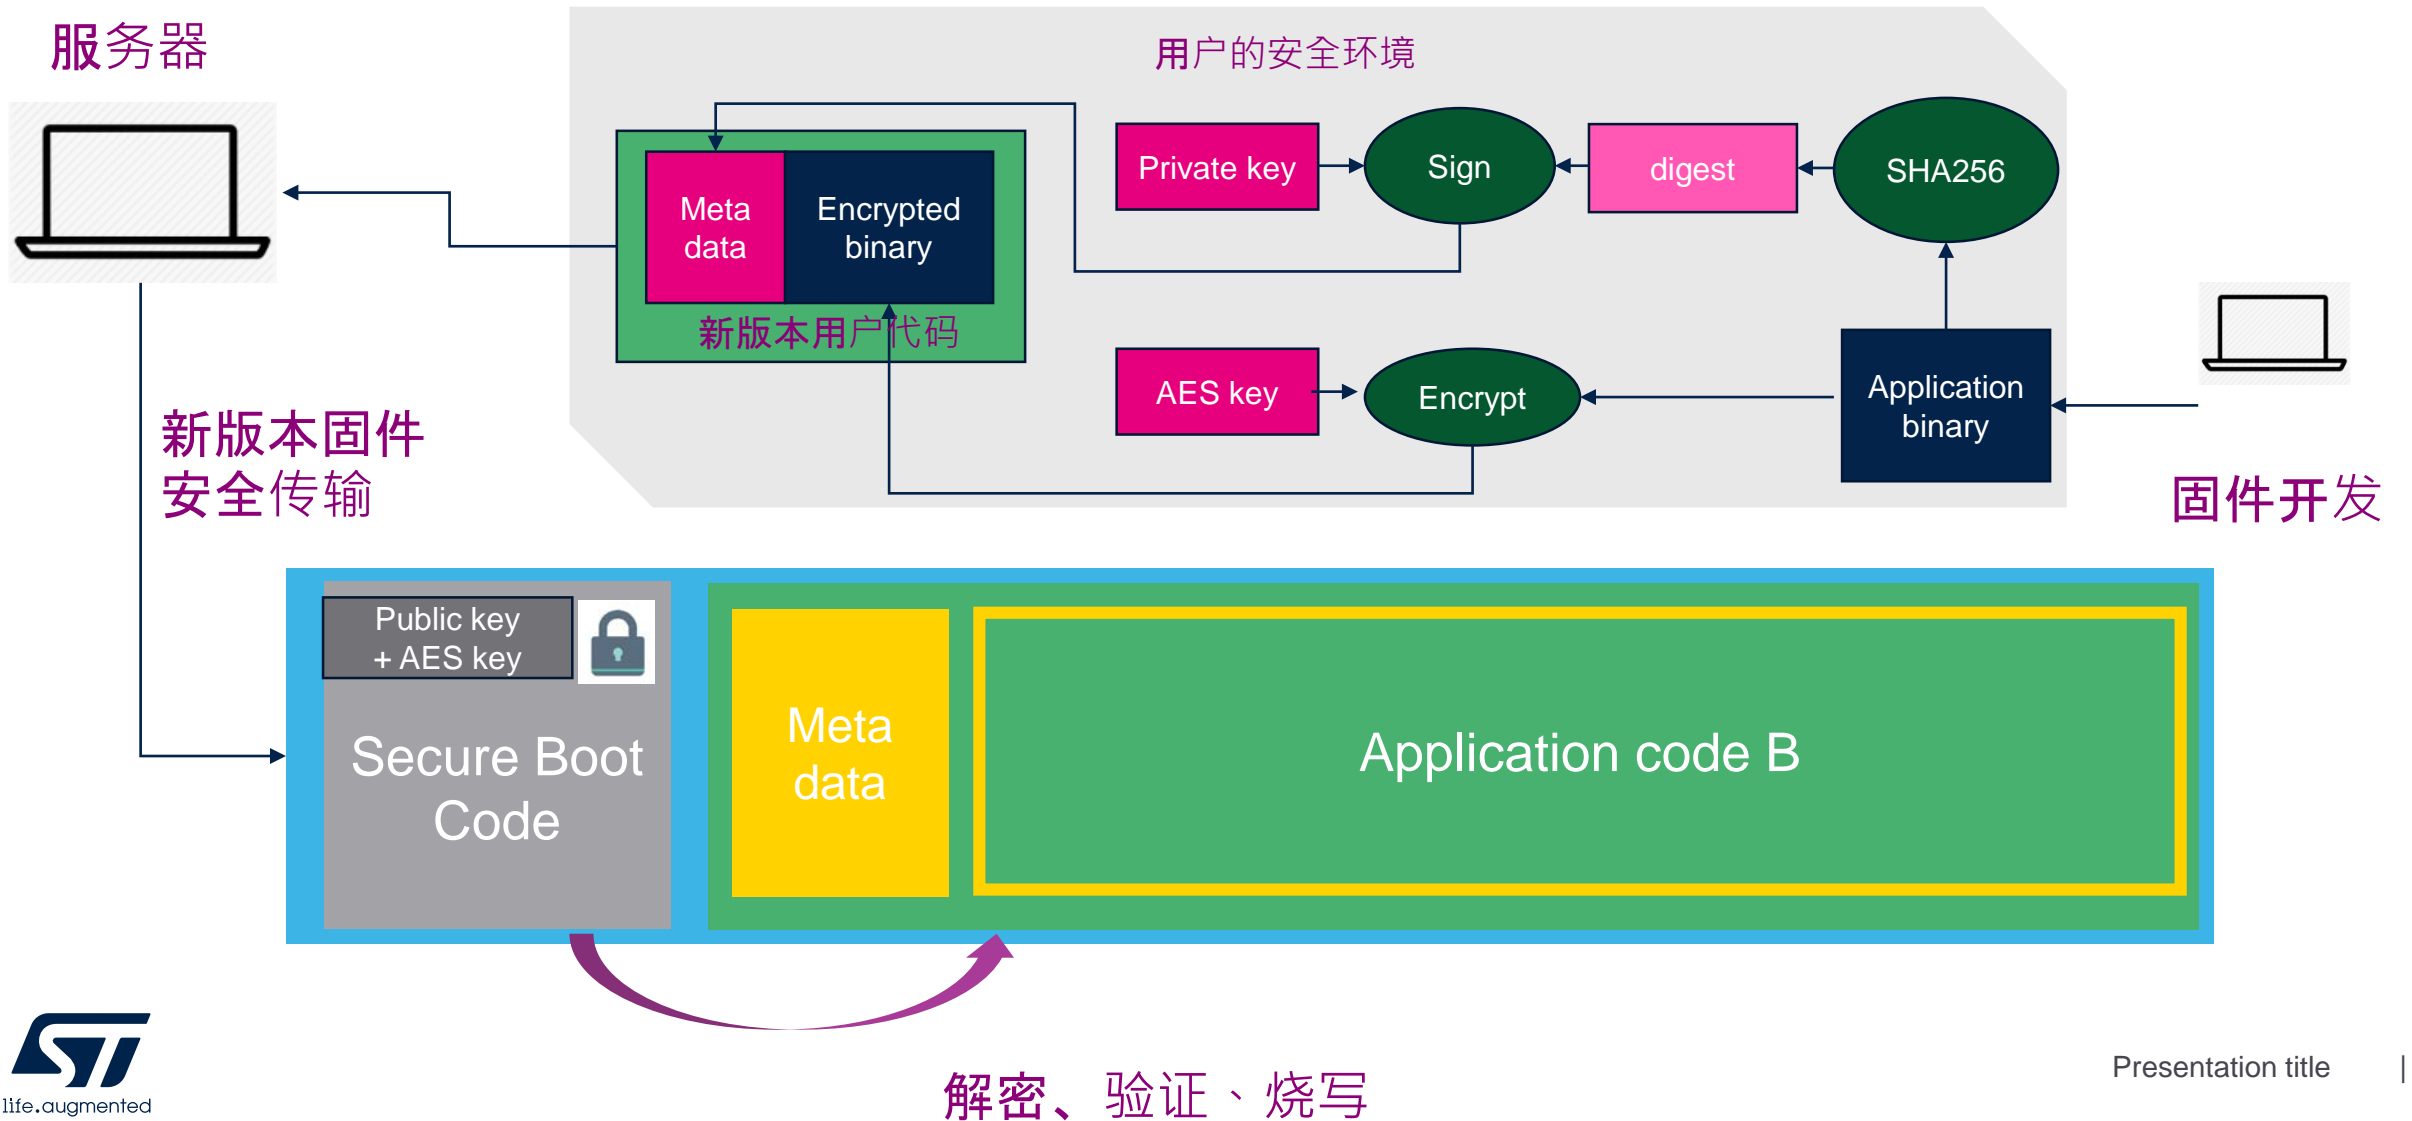 服务器
用户的安全环境
Private key
Sign
digest
SHA256
Meta
data
Encrypted
binary
新版本用户代码
AES key
Encrypt
Application
binary
新版本固件
安全传输
固件开发
Public key
+ AES key
Secure Boot
Code
Meta
data
Application code B
解密、验证、烧写
life.augmented
Presentation title |